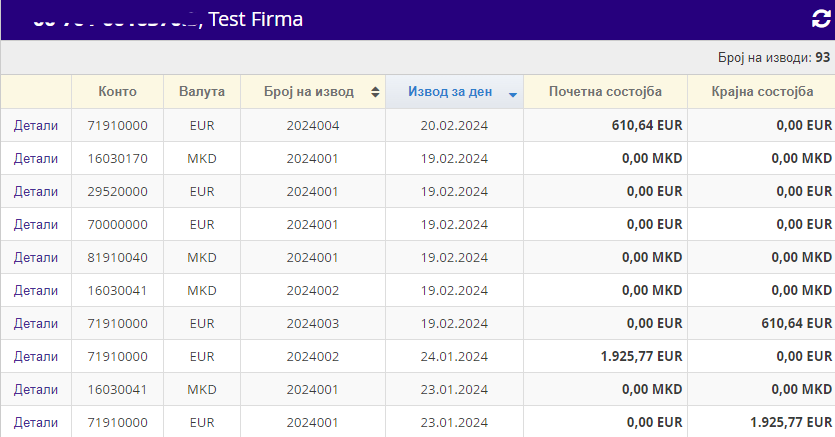 , Test Firma
Број на изводи: 93
Конто Валута Број на извод Извод за ден Почетна состојба Крајна состојба
Детали 71910000 EUR 2024004 20.02.2024 610,64 EUR 0,00 EUR
Детали 16030170 MKD 2024001 19.02.2024 0,00 MKD 0,00 MKD
Детали 29520000 EUR 2024001 19.02.2024 0,00 EUR 0,00 EUR
Детали 70000000 EUR 2024001 19.02.2024 0,00 EUR 0,00 EUR
Детали 81910040 MKD 2024001 19.02.2024 0,00 MKD 0,00 MKD
Детали 16030041 MKD 2024002 19.02.2024 0,00 MKD 0,00 MKD
Детали 71910000 EUR 2024003 19.02.2024 0,00 EUR 610,64 EUR
Детали 71910000 EUR 2024002 24.01.2024 1.925,77 EUR 0,00 EUR
Детали 16030041 MKD 2024001 23.01.2024 0,00 MKD 0,00 MKD
Детали 71910000 EUR 2024001 23.01.2024 0,00 EUR 1.925,77 EUR